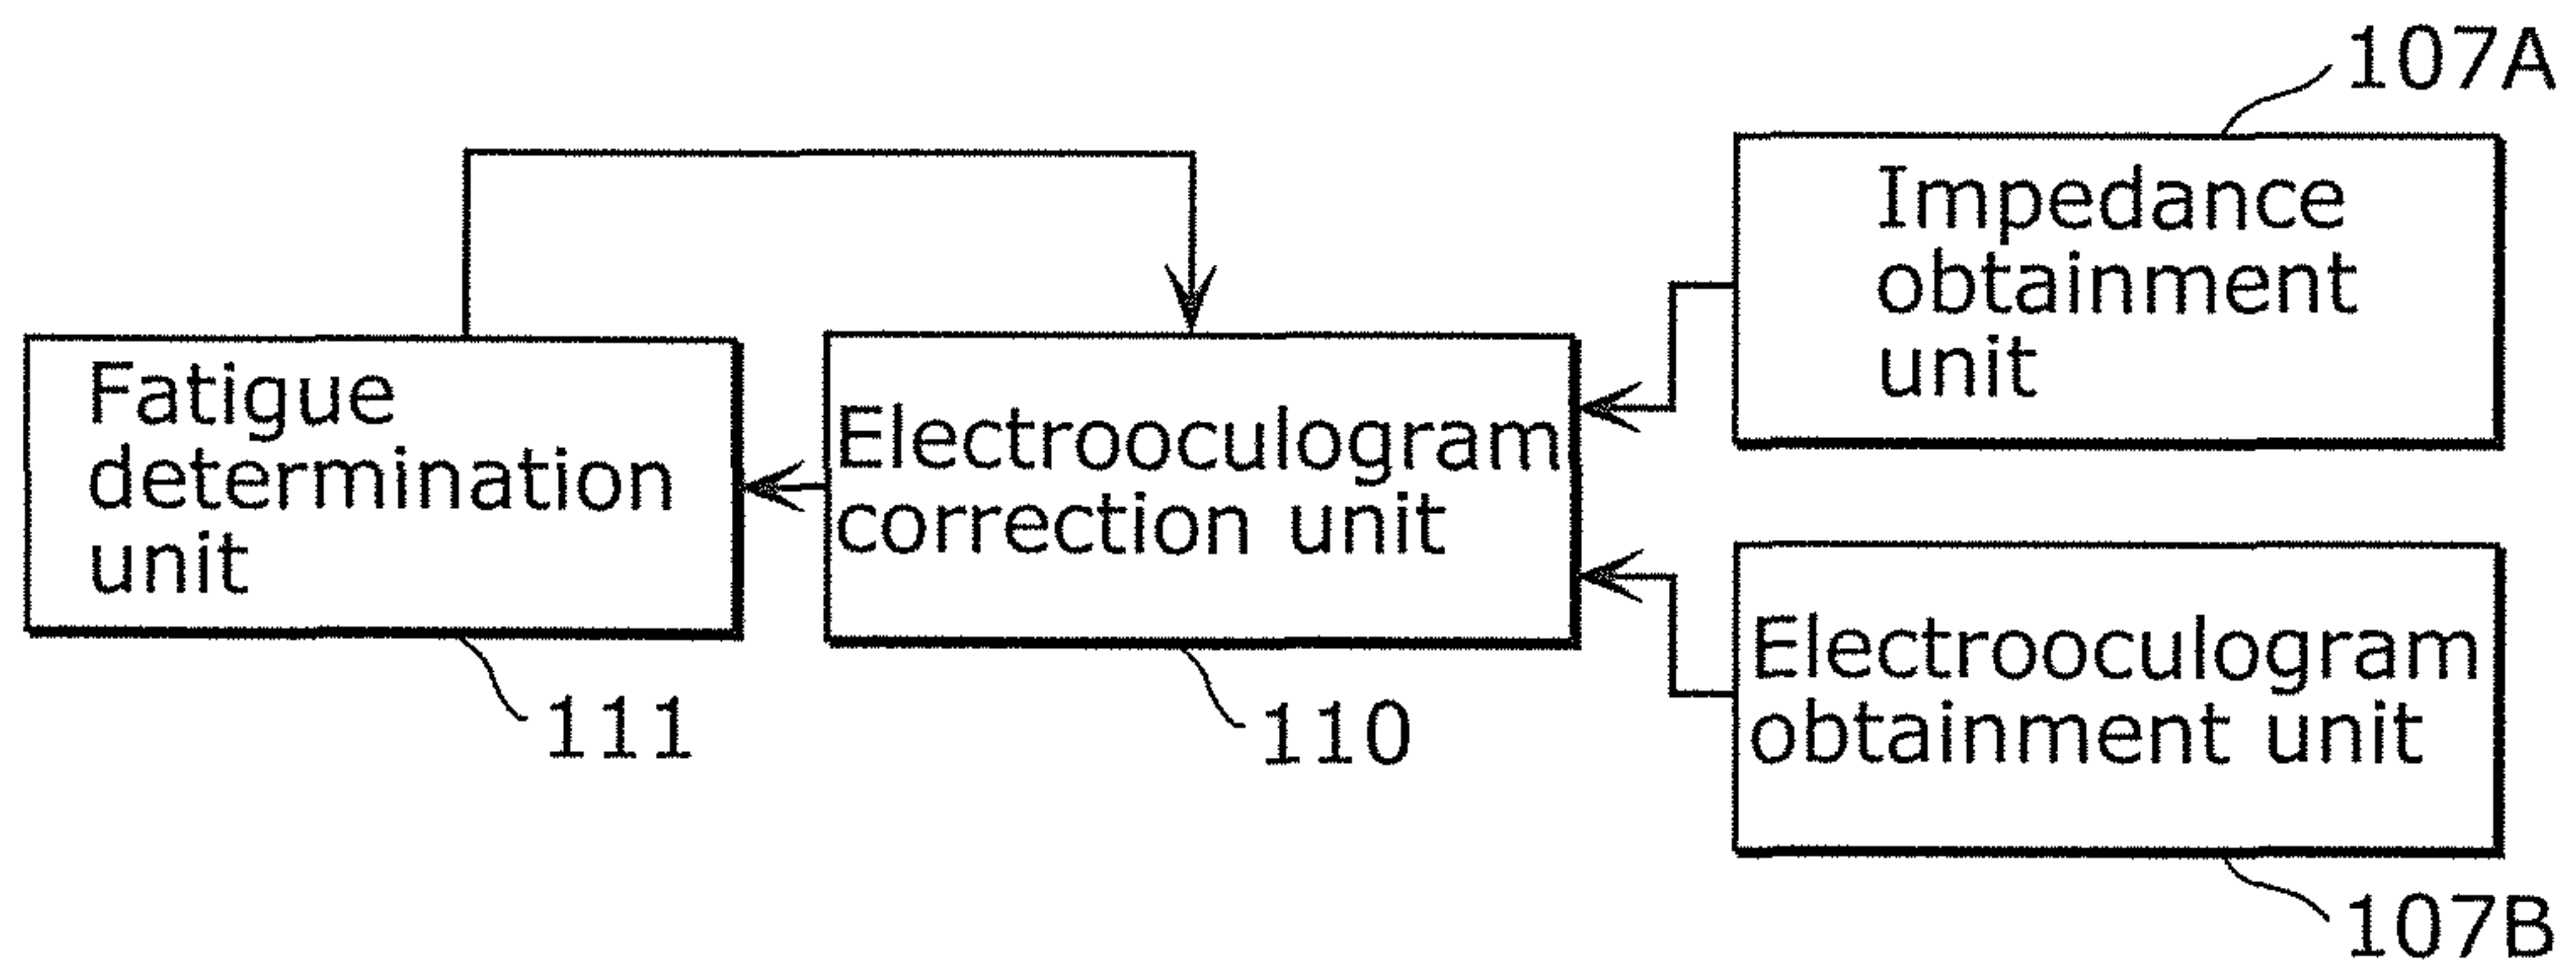 107A
Impedance
obtainment
unit
Fatigue
determination
unit
111
Electrooculogram
correction unit
110
Electrooculogram
obtainment unit
107B